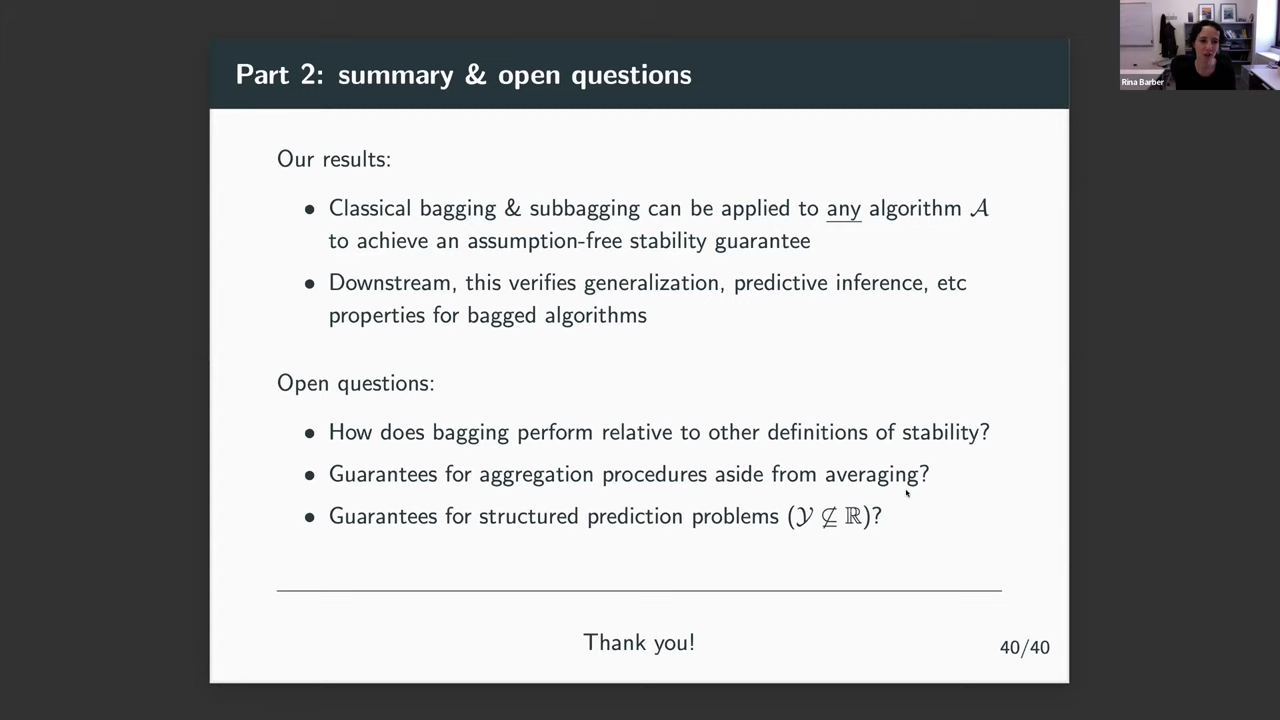 Part 2: summary & open questions
Rina Barber
Our results:
• Classical bagging & subbagging can be applied to any algorithm 𝒜
to achieve an assumption-free stability guarantee
• Downstream, this verifies generalization, predictive inference, etc
properties for bagged algorithms
Open questions:
• How does bagging perform relative to other definitions of stability?
• Guarantees for aggregation procedures aside from averaging?
• Guarantees for structured prediction problems (𝒴 ⊈ ℝ)?
Thank you!
40/40